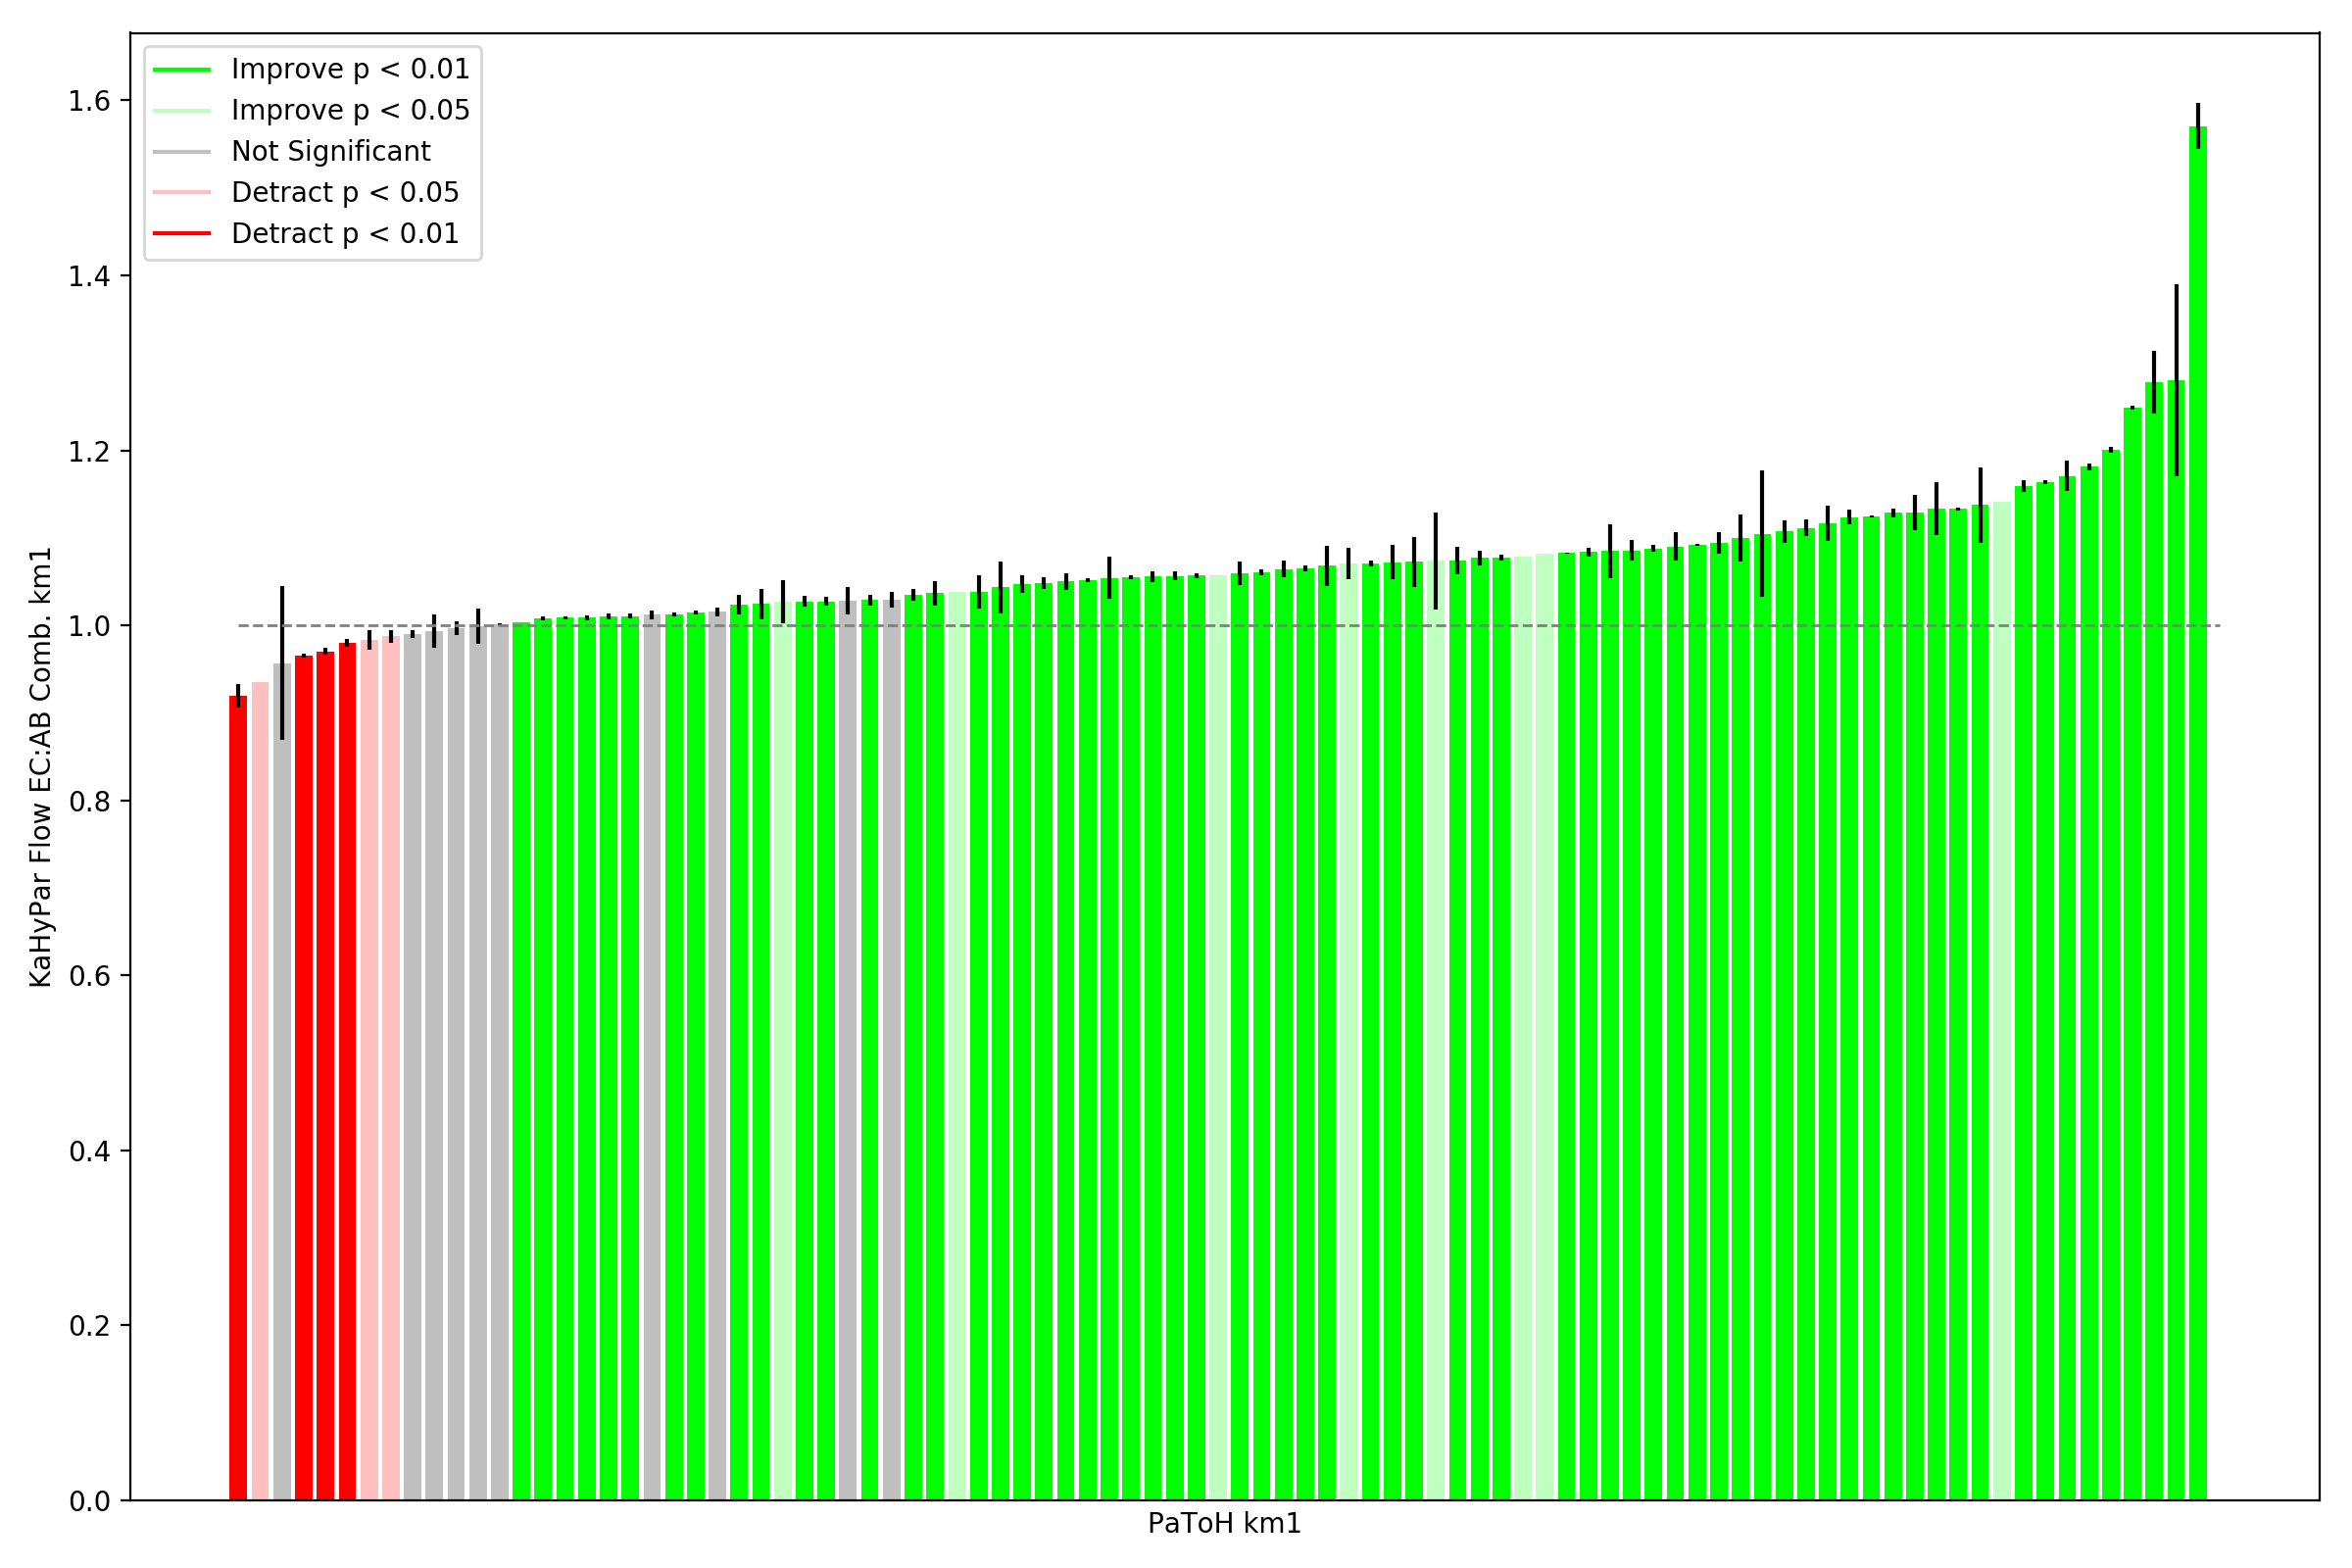 Improve p < 0.01
Improve p < 0.05
Not Significant
Detract p < 0.05
Detract p < 0.01
1.6
1.4
1.2
1.0
0.8
0.6
0.4
0.2
0.0
KaHyPar Flow EC:AB Comb. km1
PaToH km1